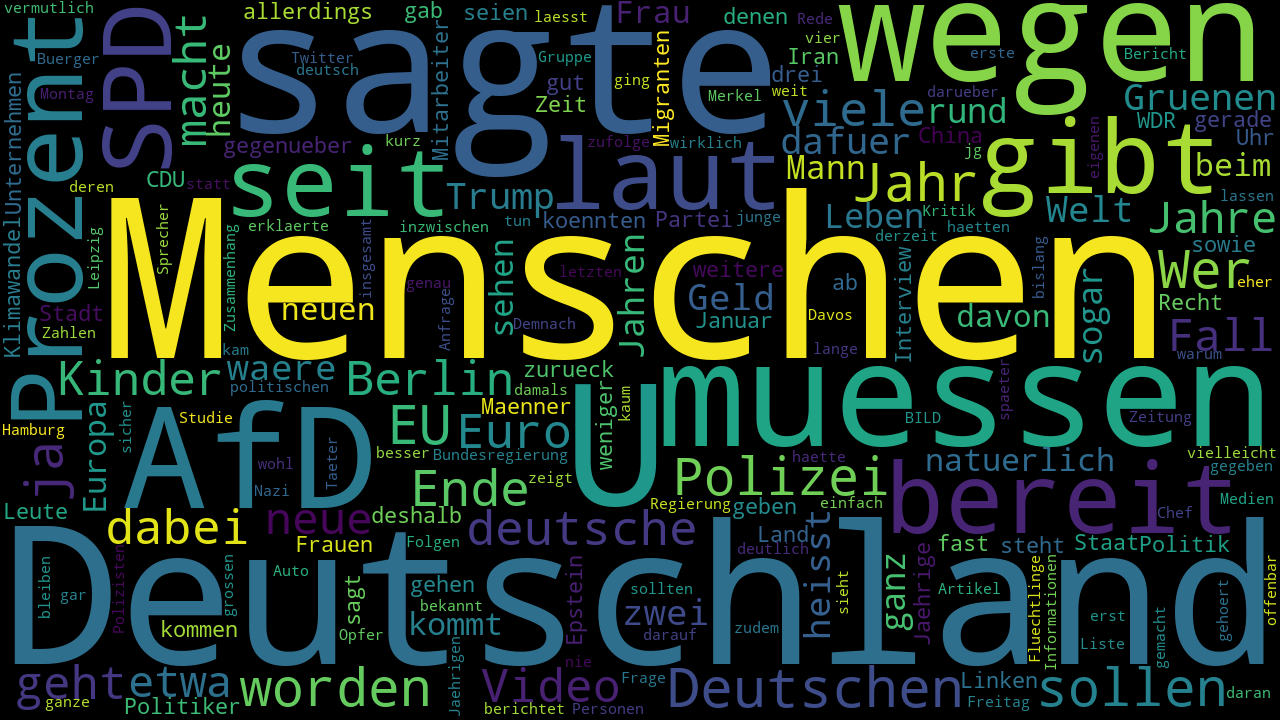 vermutlich
allerdings
gab
seien
laesst
Frau
denen
Rede
wegen
Buerger
SPD
macht
sagte
Twitter
deutsch
Mitarbeiter
Gruppe
vier
Iran
erste
Bericht
Montag
heute
gut
ging
Migranten
drei
weit
darueber
Merkel
Zeit
viele
rund
Gruenen
Unternehmen
Prozent
gegenueber
kurz
zufolge
wirklich
dafuer
China
WDR
gerade
Uhr
jg
eigenen
gibt
beim
deren
CDU
statt
seit
laut
Mann
Jahr
lassen
Trump
Klimawandel
Leipzig
Sprecher
erklaerte
inzwischen
tun
koennten
Partei
junge
Leben
Kritik
haetten
Welt
Jahre
derzeit
Zusammenhang
insgesamt
Menschen
sehen
letzten
Jahren
weitere
sowie
Wer
eher
Stadt
Zahlen
neuen
genau
Anfrage
Demnach
Geld
Januar
ab
Davos
Interview
davon
bislang
sogar
Recht
Fall
kam
lange
warum
Kinder
waere
politischen
Berlin
zurueck
damals
muessen
spaeter
Hamburg
Europa
sicher
Studie
AfD
EU
Maenner
Euro
weniger
kaum
U
BILD
Zeitung
ja
wohl
Nazi
Taeter
besser
Bundesregierung
zeigt
Polizei
haette
natuerlich
vielleicht
gegeben
Leute
Ende
Regierung
geben
einfach
bereit
Medien
Chef
dabei
neue
deshalb
deutsche
Land
deutlich
Frauen
Folgen
heisst
fast
steht
Staat
Politik
Deutschland
bleiben
gar
Polizisten
grossen
Auto
sagt
gehen
bekannt
Epstein
sollten
sieht
ganz
Jaehrige
Artikel
Fluechtlinge
Informationen
erst
gemacht
gehoert
offenbar
kommen
Opfer
kommt
zwei
darauf
zudem
Liste
geht
etwa
nie
ganze
Politiker
worden
Jaehrigen
Video
berichtet
Personen
Frage
Deutschen
Linken
Freitag
sollen
daran